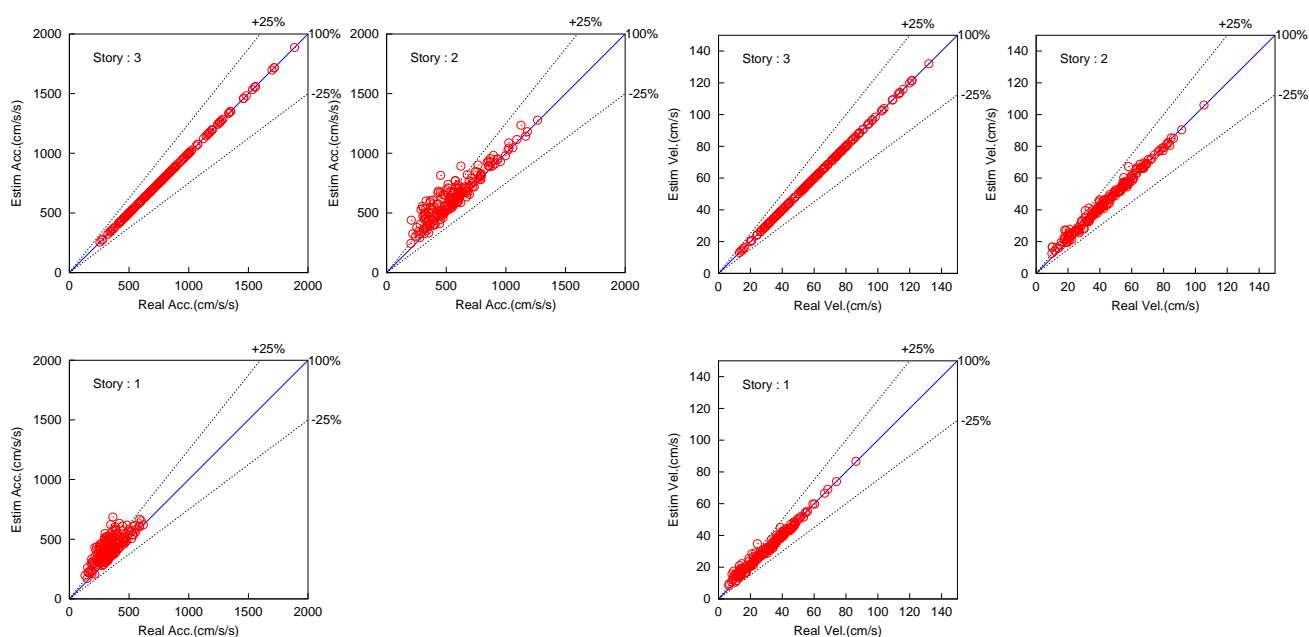 +25%
2000
100%
Story : 3
1500
-25%
Estim Acc.(cm/s/s)
1000
500
0
0 500 1000 1500 2000
Real Acc.(cm/s/s)
+25%
2000
100%
Story : 2
1500
-25%
Estim Acc.(cm/s/s)
1000
500
0
0 500 1000 1500 2000
Real Acc.(cm/s/s)
+25%
100%
140
Story : 3
120
-25%
100
Estim Vel.(cm/s)
80
60
40
20
0
0 20 40 60 80 100 120 140
Real Vel.(cm/s)
+25%
100%
140
Story : 2
120
-25%
100
Estim Vel.(cm/s)
80
60
40
20
0
0 20 40 60 80 100 120 140
Real Vel.(cm/s)
+25%
2000
100%
Story : 1
1500
-25%
Estim Acc.(cm/s/s)
1000
500
0
0 500 1000 1500 2000
Real Acc.(cm/s/s)
+25%
100%
140
Story : 1
120
-25%
100
Estim Vel.(cm/s)
80
60
40
20
0
0 20 40 60 80 100 120 140
Real Vel.(cm/s)